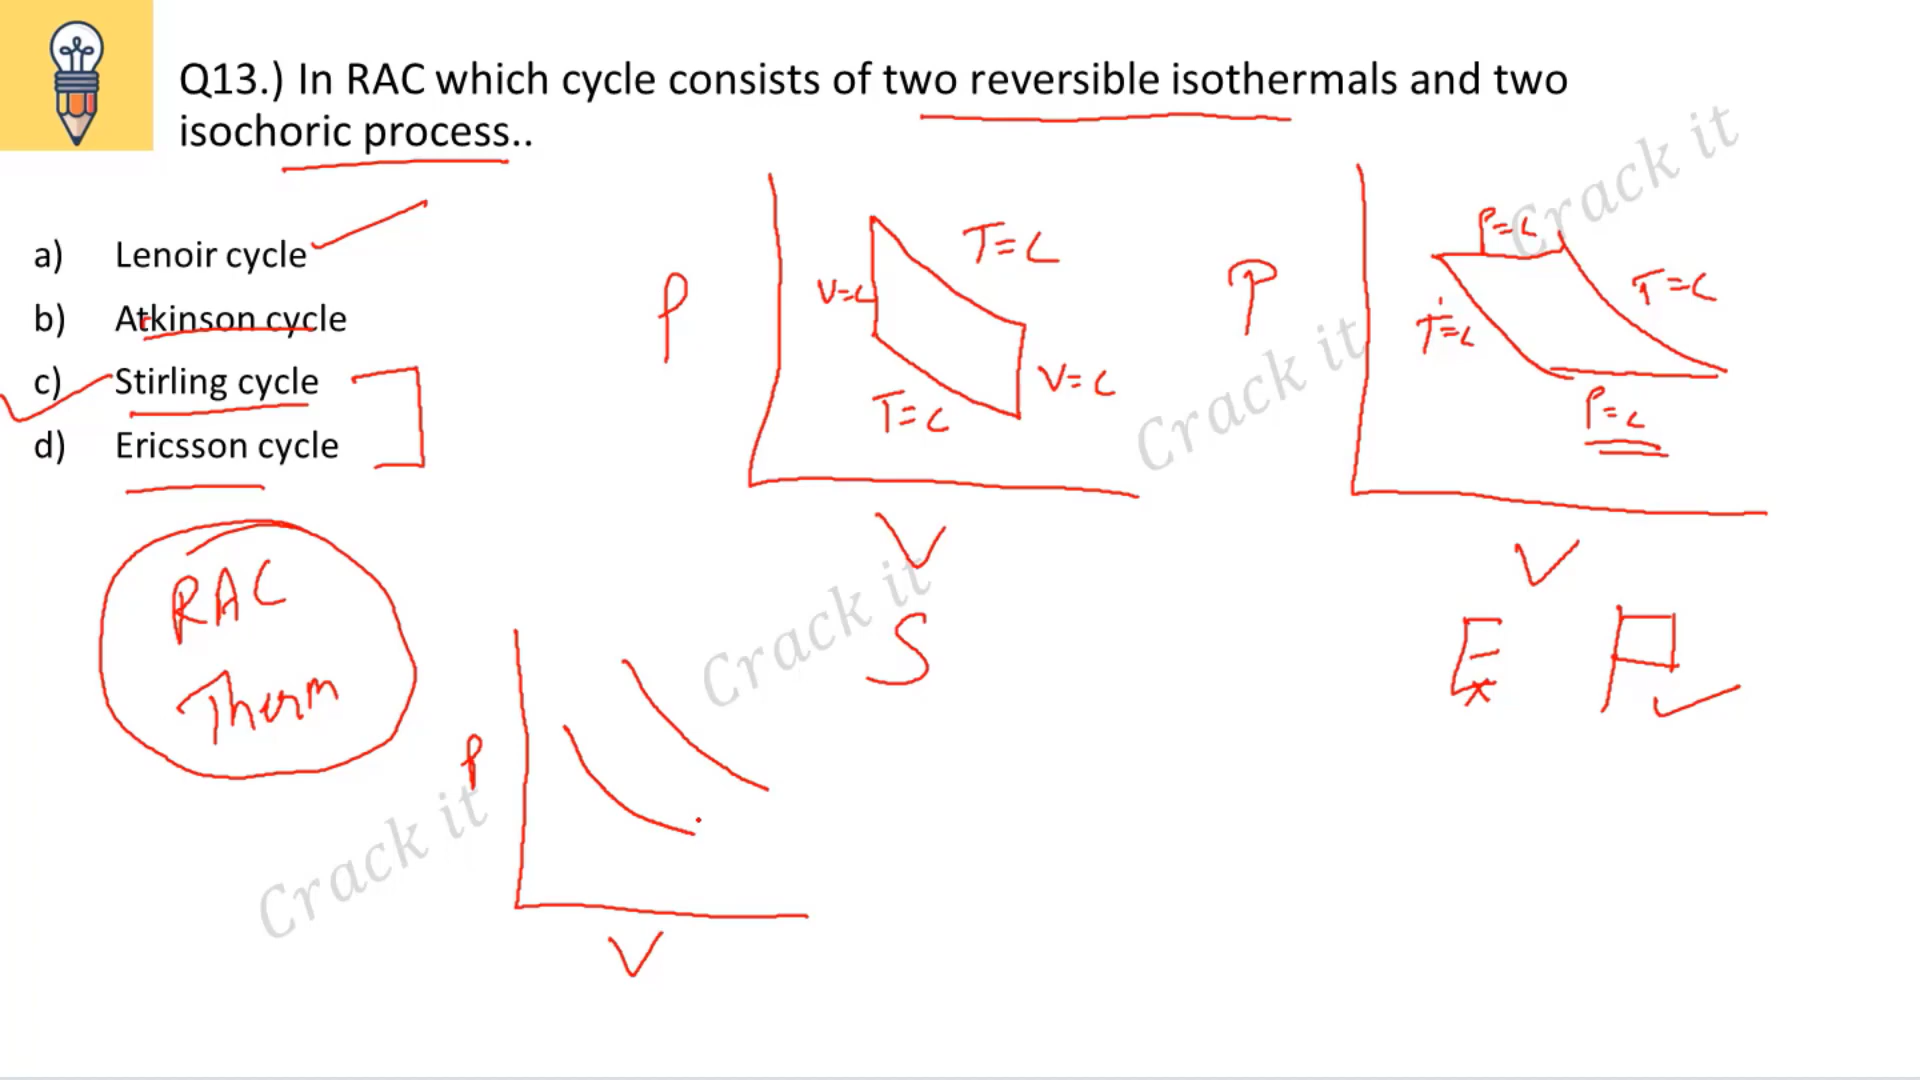 Q13.) In RAC which cycle consists of two reversible isothermals and two
isochoric process..
a) Lenoir cycle
b) Atkinson cycle
c) Stirling cycle
d) Ericsson cycle
RAC
Therm
P
V=C
T=C
T=C
V=C
V
S
P
P=C
T=C
T=C
P=C
V
E
P
P
V
Crack it
Crack it
Crack it
Crack it